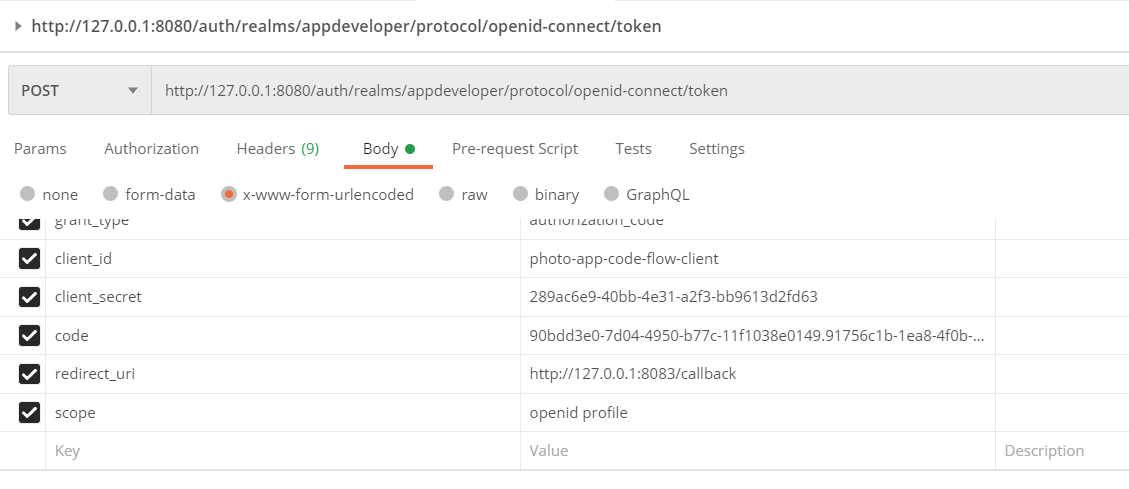 http://127.0.0.1:8080/auth/realms/appdeveloper/protocol/openid-connect/token
POST http://127.0.0.1:8080/auth/realms/appdeveloper/protocol/openid-connect/token
Params Authorization Headers (9) Body Pre-request Script Tests Settings
none form-data x-www-form-urlencoded raw binary GraphQL
grant_type authorization_code
client_id photo-app-code-flow-client
client_secret 289ac6e9-40bb-4e31-a2f3-bb9613d2fd63
code 90bdd3e0-7d04-4950-b77c-11f1038e0149.91756c1b-1ea8-4f0b-...
redirect_uri http://127.0.0.1:8083/callback
scope openid profile
Key Value Description